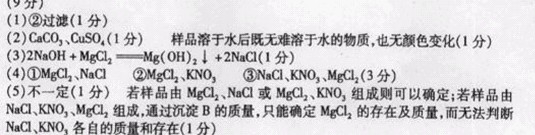 (9分)
(1)②过滤(1分)
(2)CaCO₃、CuSO₄(1分) 样品溶于水后既无难溶于水的物质,也无颜色变化(1分)
(3)2NaOH + MgCl₂ ═══ Mg(OH)₂↓ +2NaCl(1分)
(4)①MgCl₂、NaCl ②MgCl₂、KNO₃ ③NaCl、KNO₃、MgCl₂(3分)
(5)不一定(1分) 若样品由 MgCl₂、NaCl 或 MgCl₂、KNO₃ 组成则可以确定;若样品由
NaCl、KNO₃、MgCl₂ 组成,通过沉淀 B 的质量,只能确定 MgCl₂ 的存在及质量,而无法判断
NaCl、KNO₃ 各自的质量和存在(1分)